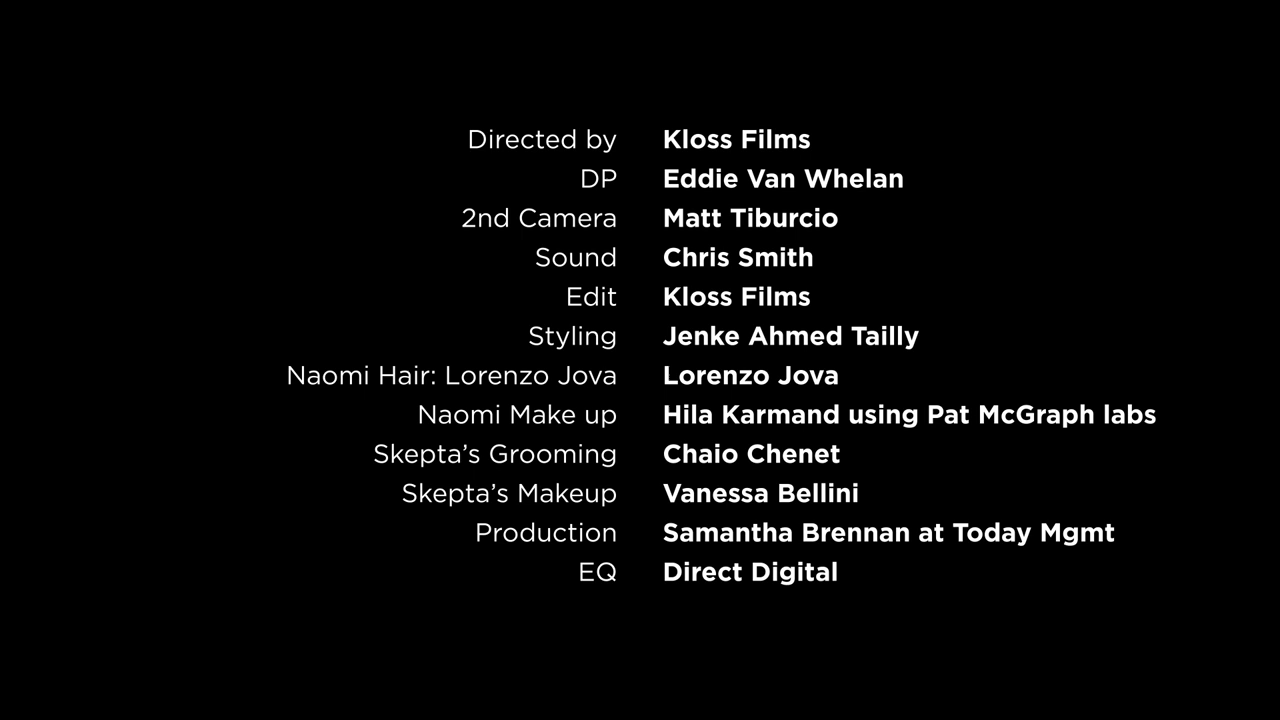 Directed by Kloss Films
DP Eddie Van Whelan
2nd Camera Matt Tiburcio
Sound Chris Smith
Edit Kloss Films
Styling Jenke Ahmed Tailly
Naomi Hair: Lorenzo Jova Lorenzo Jova
Naomi Make up Hila Karmand using Pat McGraph labs
Skepta’s Grooming Chaio Chenet
Skepta’s Makeup Vanessa Bellini
Production Samantha Brennan at Today Mgmt
EQ Direct Digital